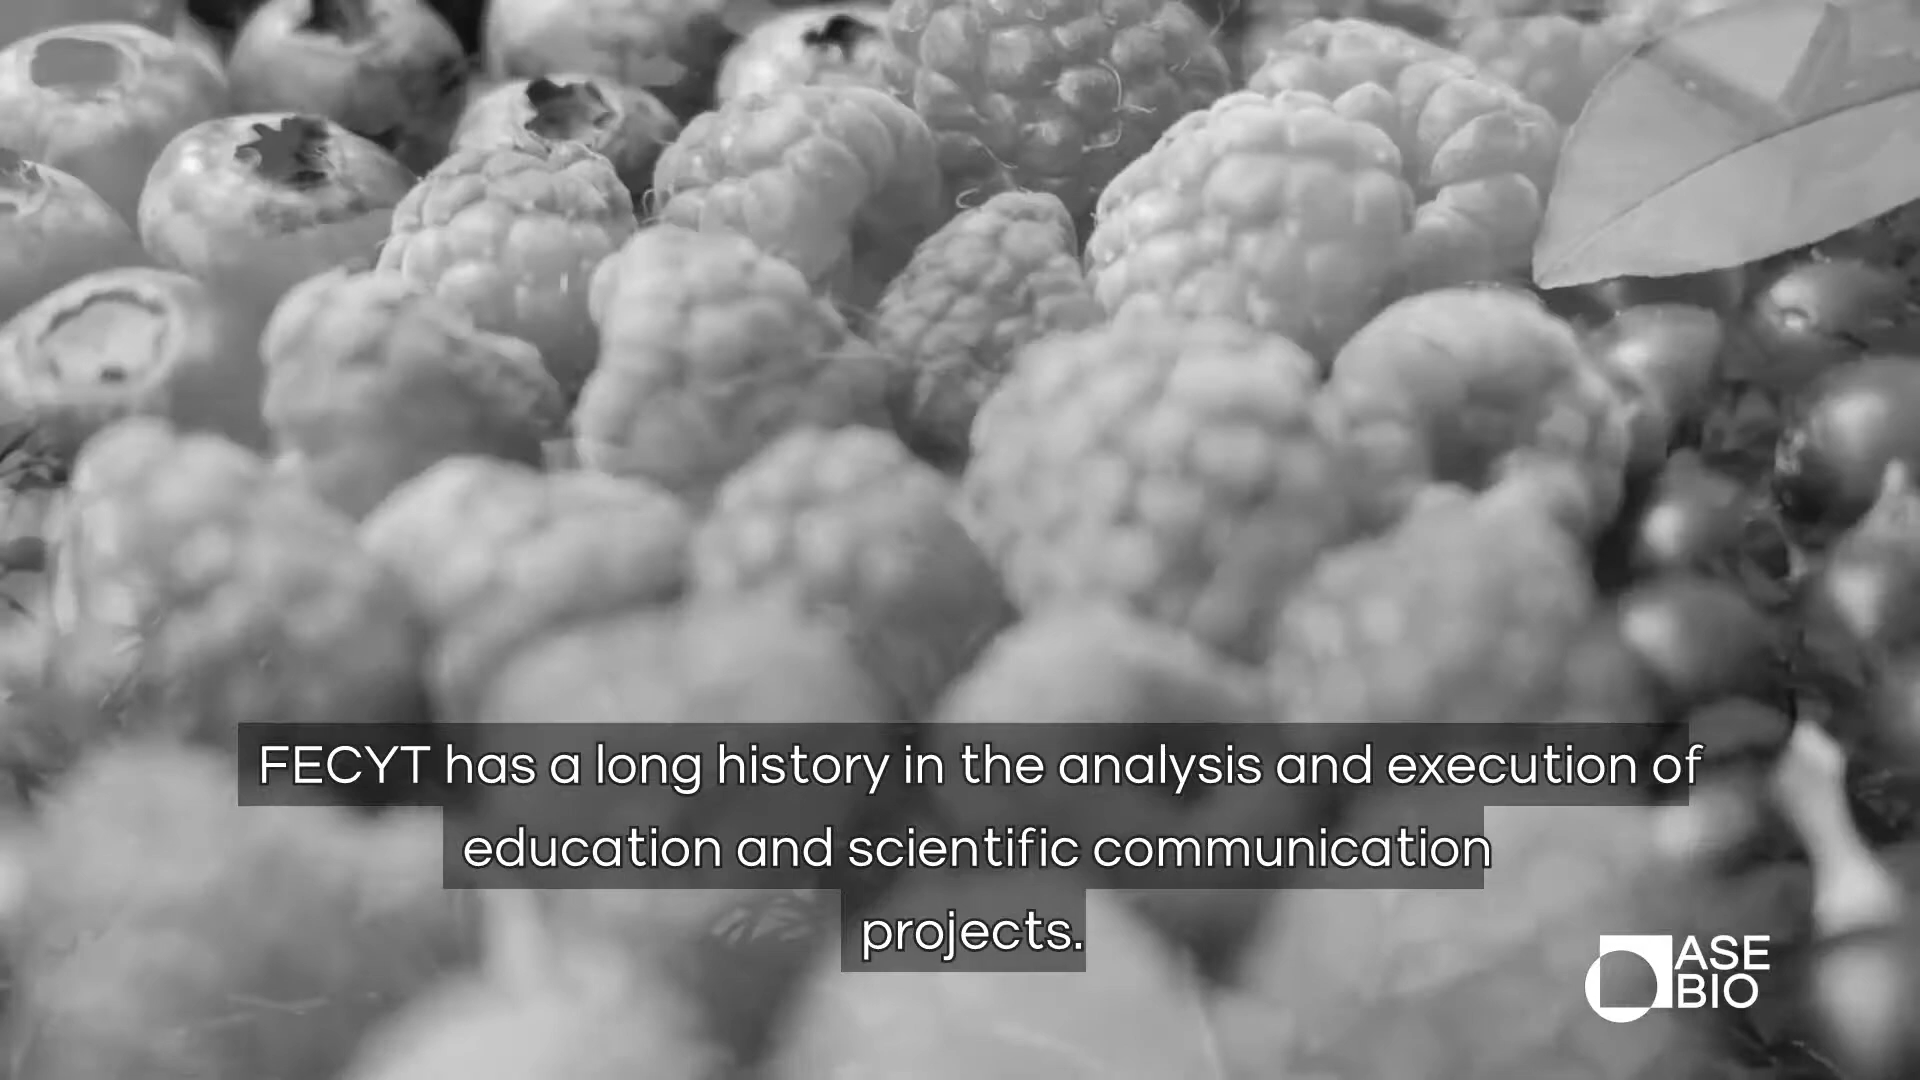 FECYT has a long history in the analysis and execution of
education and scientific communication
projects.
ASE
BIO